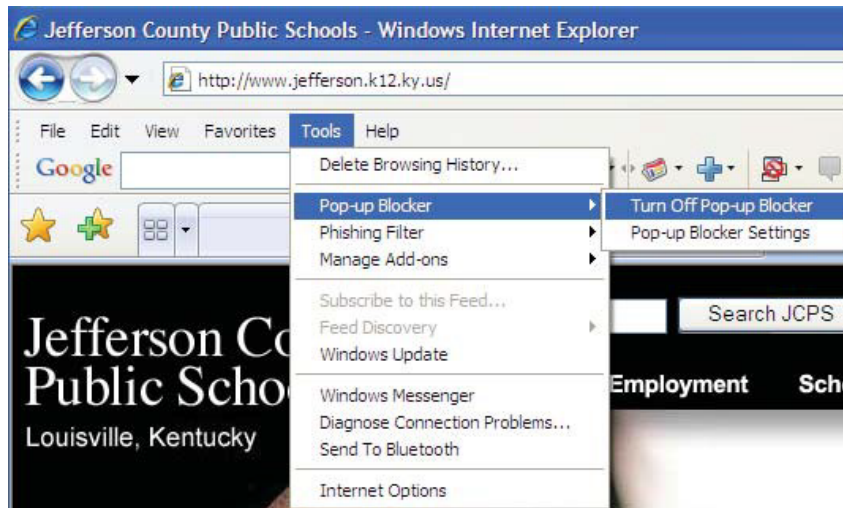 Jefferson County Public Schools - Windows Internet Explorer
http://www.jefferson.k12.ky.us/
File Edit View Favorites Tools Help
Google
Delete Browsing History...
Pop-up Blocker
Turn Off Pop-up Blocker
Phishing Filter
Pop-up Blocker Settings
Manage Add-ons
Subscribe to this Feed...
Feed Discovery
Windows Update
Windows Messenger
Diagnose Connection Problems...
Send To Bluetooth
Internet Options
Search JCPS
Jefferson Co
Public Schoo
Louisville, Kentucky
Employment Sch